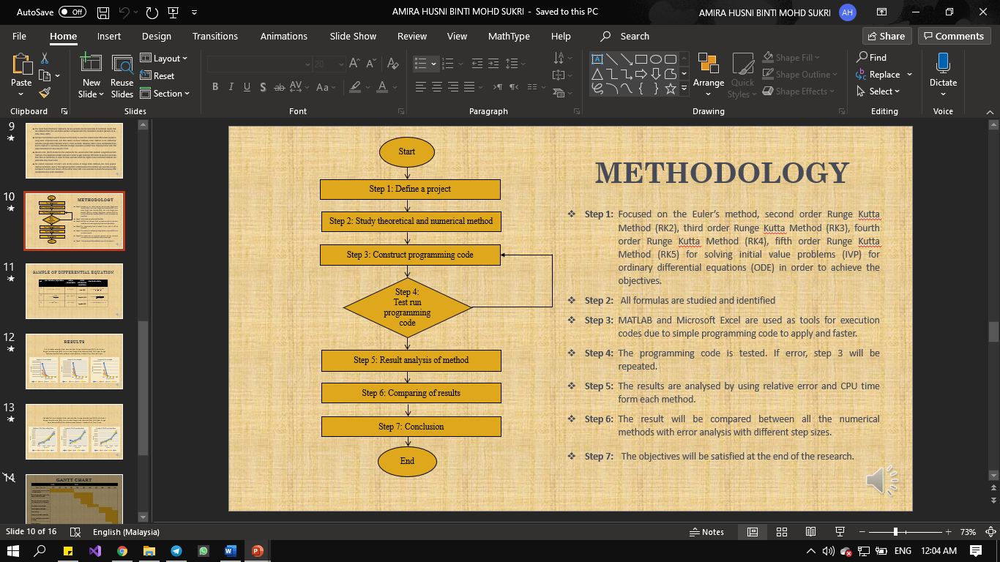 AutoSave Off
AMIRA HUSNI BINTI MOHD SUKRI - Saved to this PC
AMIRA HUSNI BINTI MOHD SUKRI AH
File Home Insert Design Transitions Animations Slide Show Review View MathType Help Search Share Comments
Paste
Clipboard
New Slide
Reuse Slides
Layout
Reset
Section
Slides
20
Font
Paragraph
Arrange
Quick Styles
Shape Fill
Shape Outline
Shape Effects
Drawing
Find
Replace
Select
Editing
Dictate
Voice
9
10
METHODOLOGY
11
SAMPLE OF DIFFERENTIAL EQUATION
12
RESULTS
13
14
GANTT CHART
Start
Step 1: Define a project
Step 2: Study theoretical and numerical method
Step 3: Construct programming code
Step 4:
Test run
programming
code
Step 5: Result analysis of method
Step 6: Comparing of results
Step 7: Conclusion
End
METHODOLOGY
❖ Step 1: Focused on the Euler’s method, second order Runge Kutta
Method (RK2), third order Runge Kutta Method (RK3), fourth
order Runge Kutta Method (RK4), fifth order Runge Kutta
Method (RK5) for solving initial value problems (IVP) for
ordinary differential equations (ODE) in order to achieve the
objectives.
❖ Step 2: All formulas are studied and identified
❖ Step 3: MATLAB and Microsoft Excel are used as tools for execution
codes due to simple programming code to apply and faster.
❖ Step 4: The programming code is tested. If error, step 3 will be
repeated.
❖ Step 5: The results are analysed by using relative error and CPU time
form each method.
❖ Step 6: The result will be compared between all the numerical
methods with error analysis with different step sizes.
❖ Step 7: The objectives will be satisfied at the end of the research.
Slide 10 of 16 English (Malaysia) Notes 73%
ENG 12:04 AM